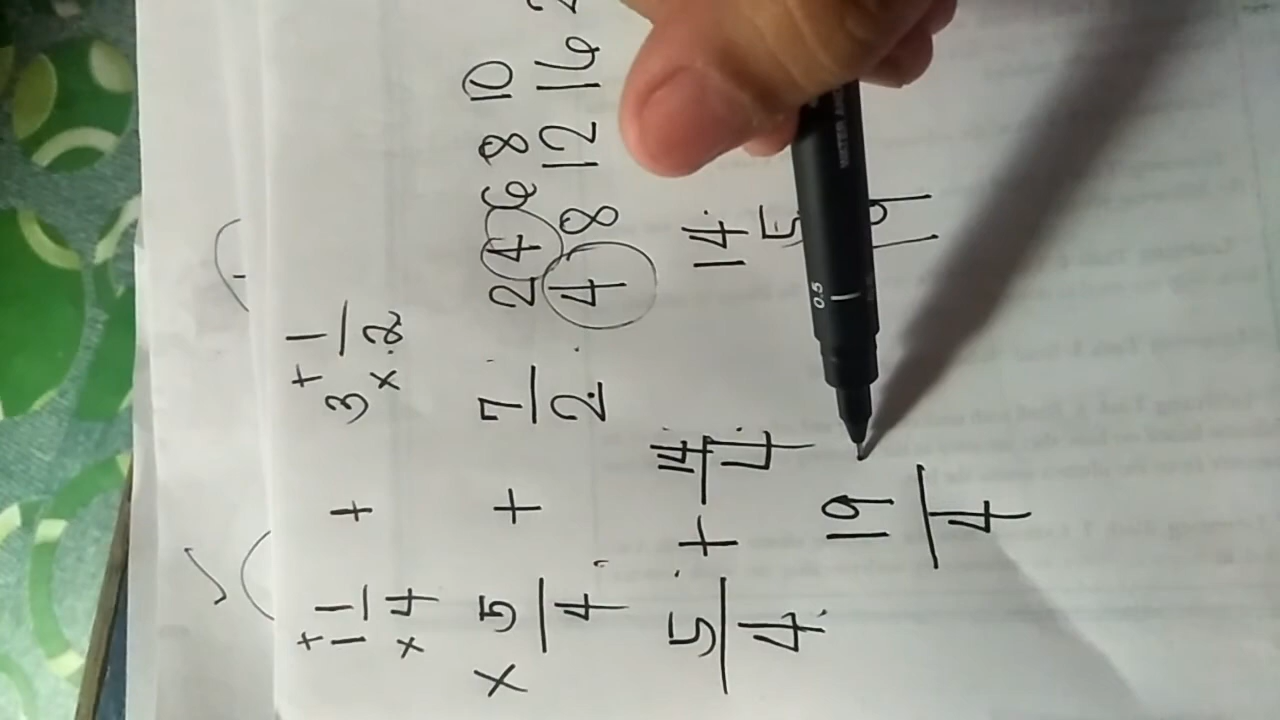 + +
1 1/4 + 3 1/2
× ×
× 5/4 + 7/2 2 4 6 8 10
4 8 12 16
5/4 + 14/4 14
5
19/4
0.5